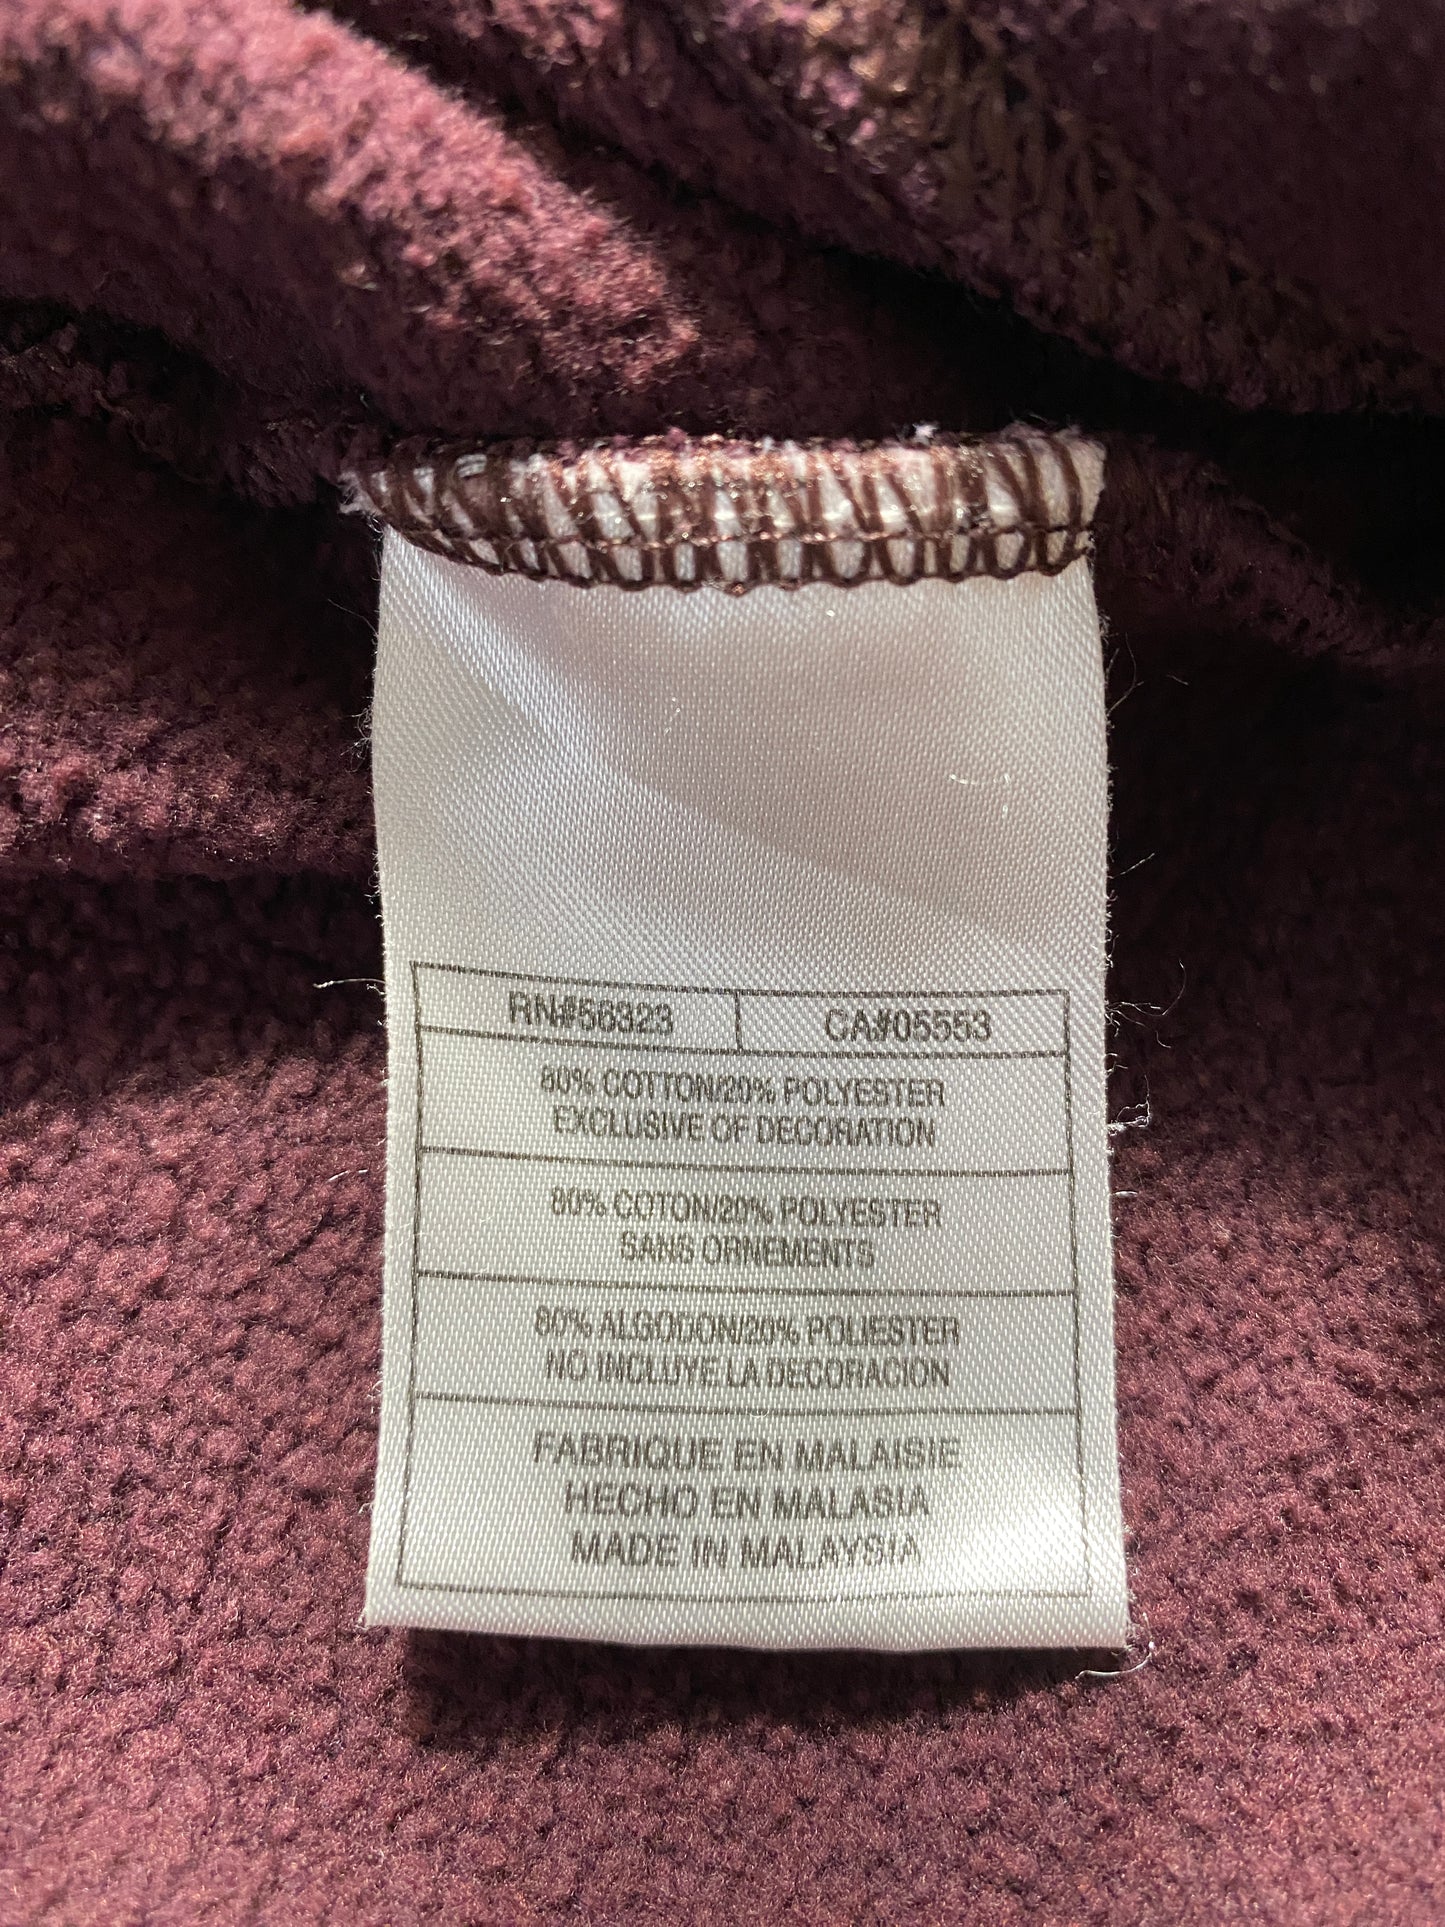 RN#56323 CA#05553
80% COTTON/20% POLYESTER
EXCLUSIVE OF DECORATION
80% COTON/20% POLYESTER
SANS ORNEMENTS
80% ALGODON/20% POLIESTER
NO INCLUYE LA DECORACION
FABRIQUE EN MALAISIE
HECHO EN MALASIA
MADE IN MALAYSIA